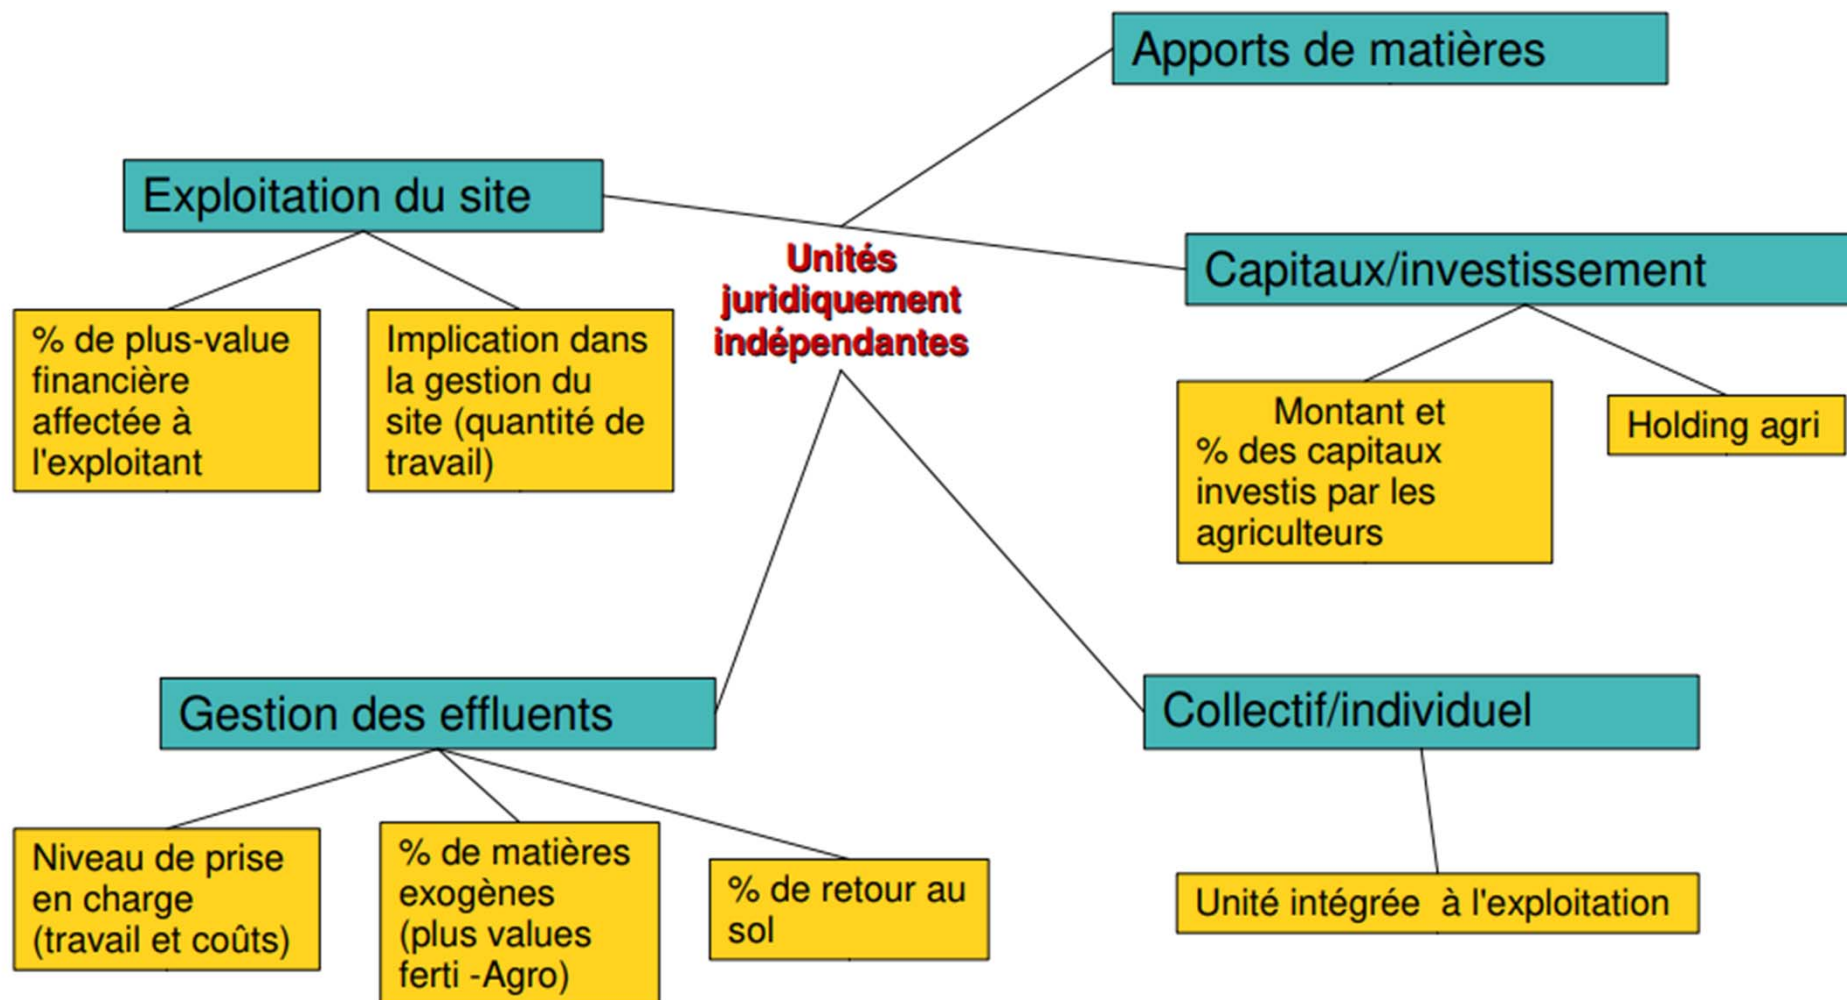 Apports de matières
Exploitation du site
Unités
juridiquement
indépendantes
Capitaux/investissement
% de plus-value
financière
affectée à
l'exploitant
Implication dans
la gestion du
site (quantité de
travail)
Montant et
% des capitaux
investis par les
agriculteurs
Holding agri
Gestion des effluents
Collectif/individuel
Niveau de prise
en charge
(travail et coûts)
% de matières
exogènes
(plus values
ferti -Agro)
% de retour au
sol
Unité intégrée à l'exploitation